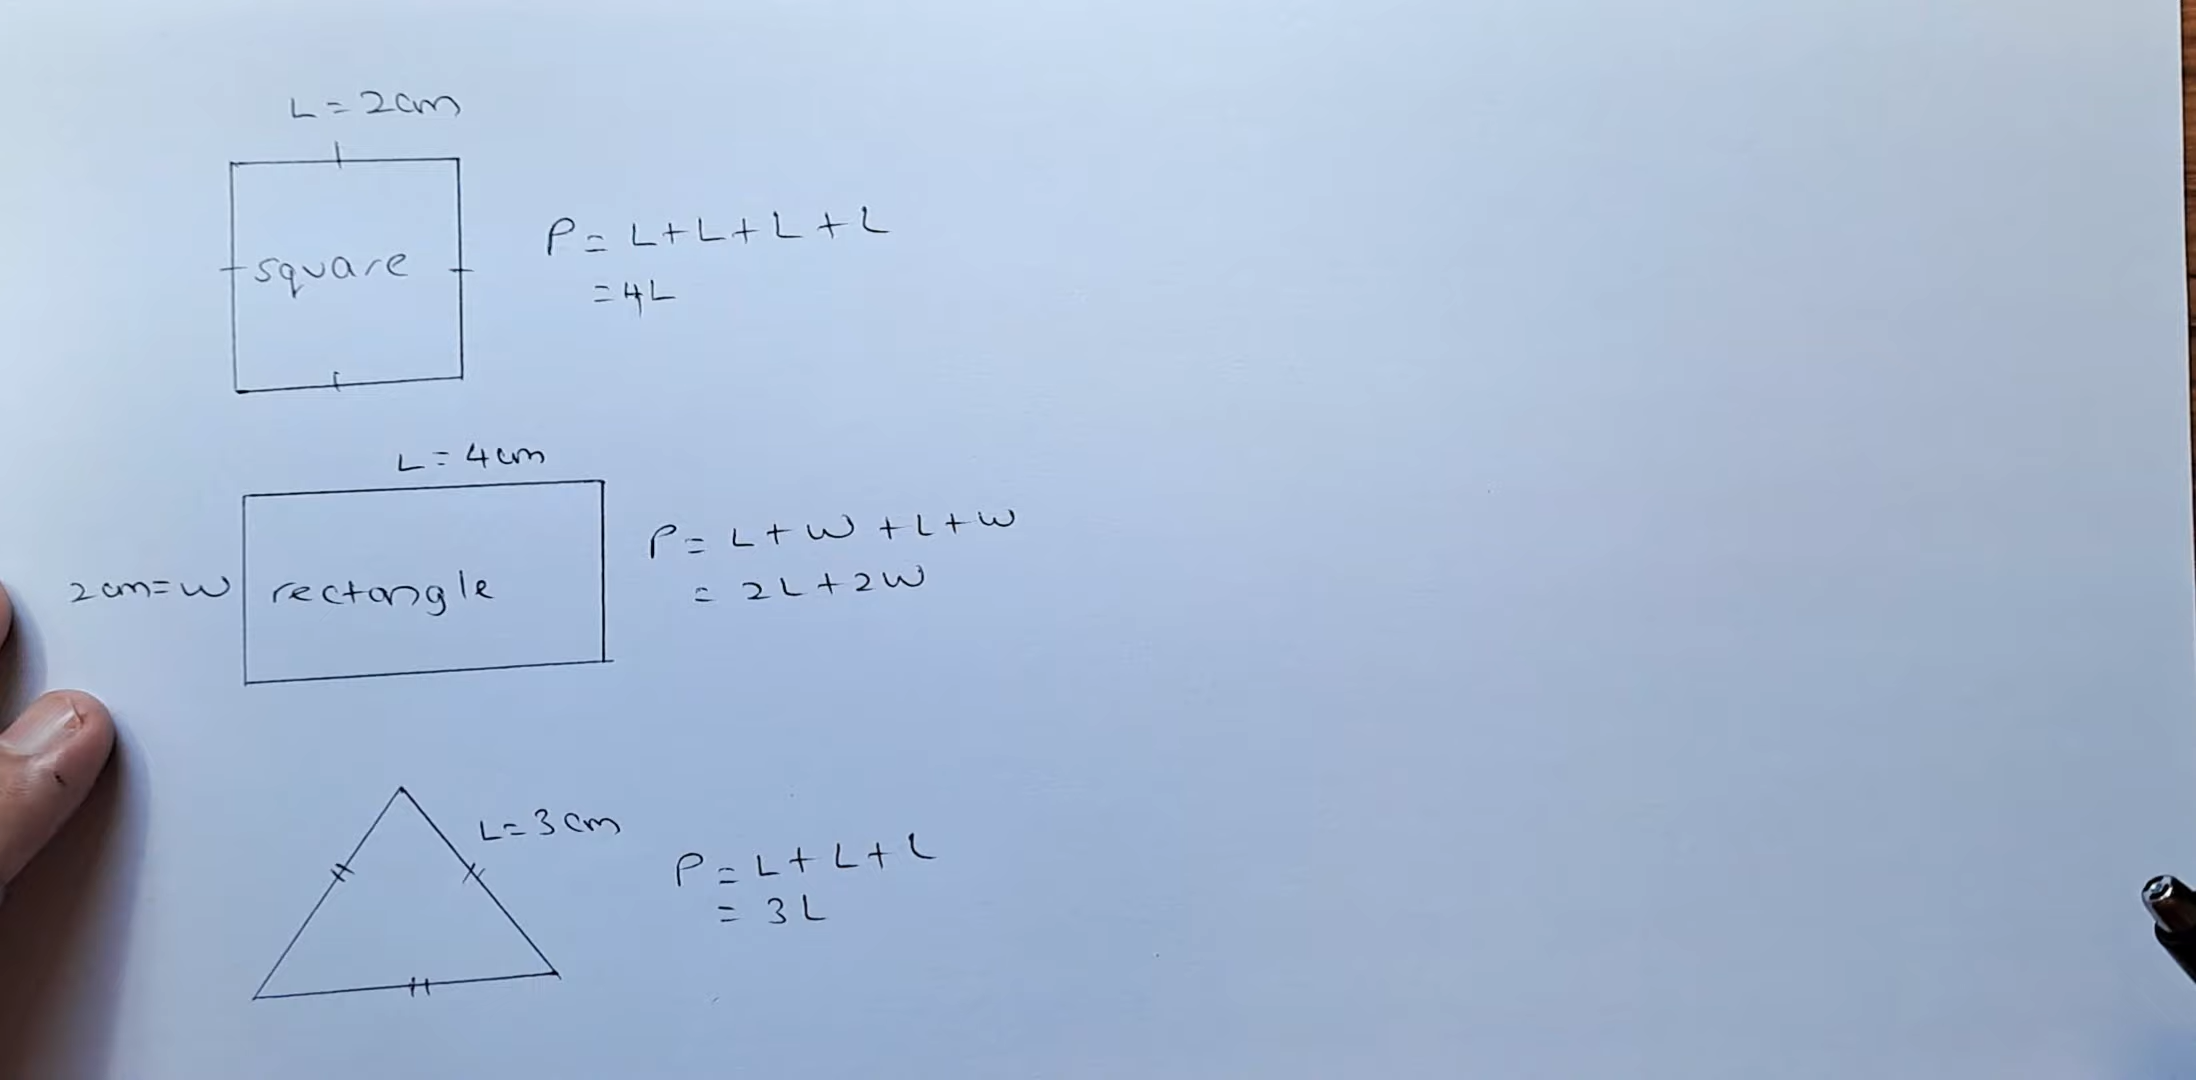 L = 2cm
square
P = L + L + L + L
= 4L
L = 4cm
2cm = W
rectangle
P = L + W + L + W
= 2L + 2W
L = 3cm
P = L + L + L
= 3L